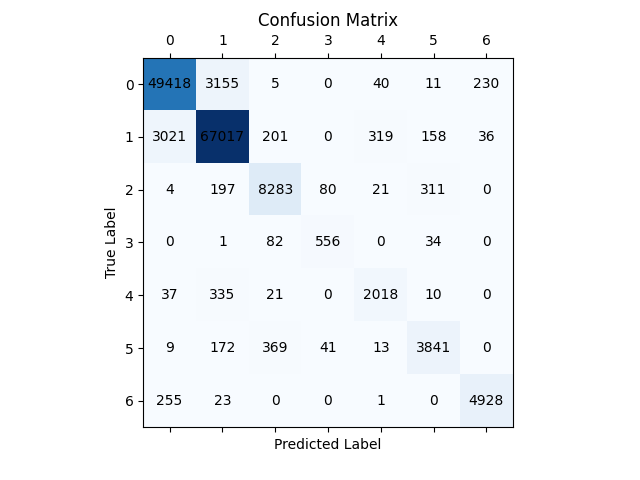 Confusion Matrix
0 1 2 3 4 5 6
0 49418 3155 5 0 40 11 230
1 3021 67017 201 0 319 158 36
2 4 197 8283 80 21 311 0
3 0 1 82 556 0 34 0
4 37 335 21 0 2018 10 0
5 9 172 369 41 13 3841 0
6 255 23 0 0 1 0 4928
True Label
Predicted Label